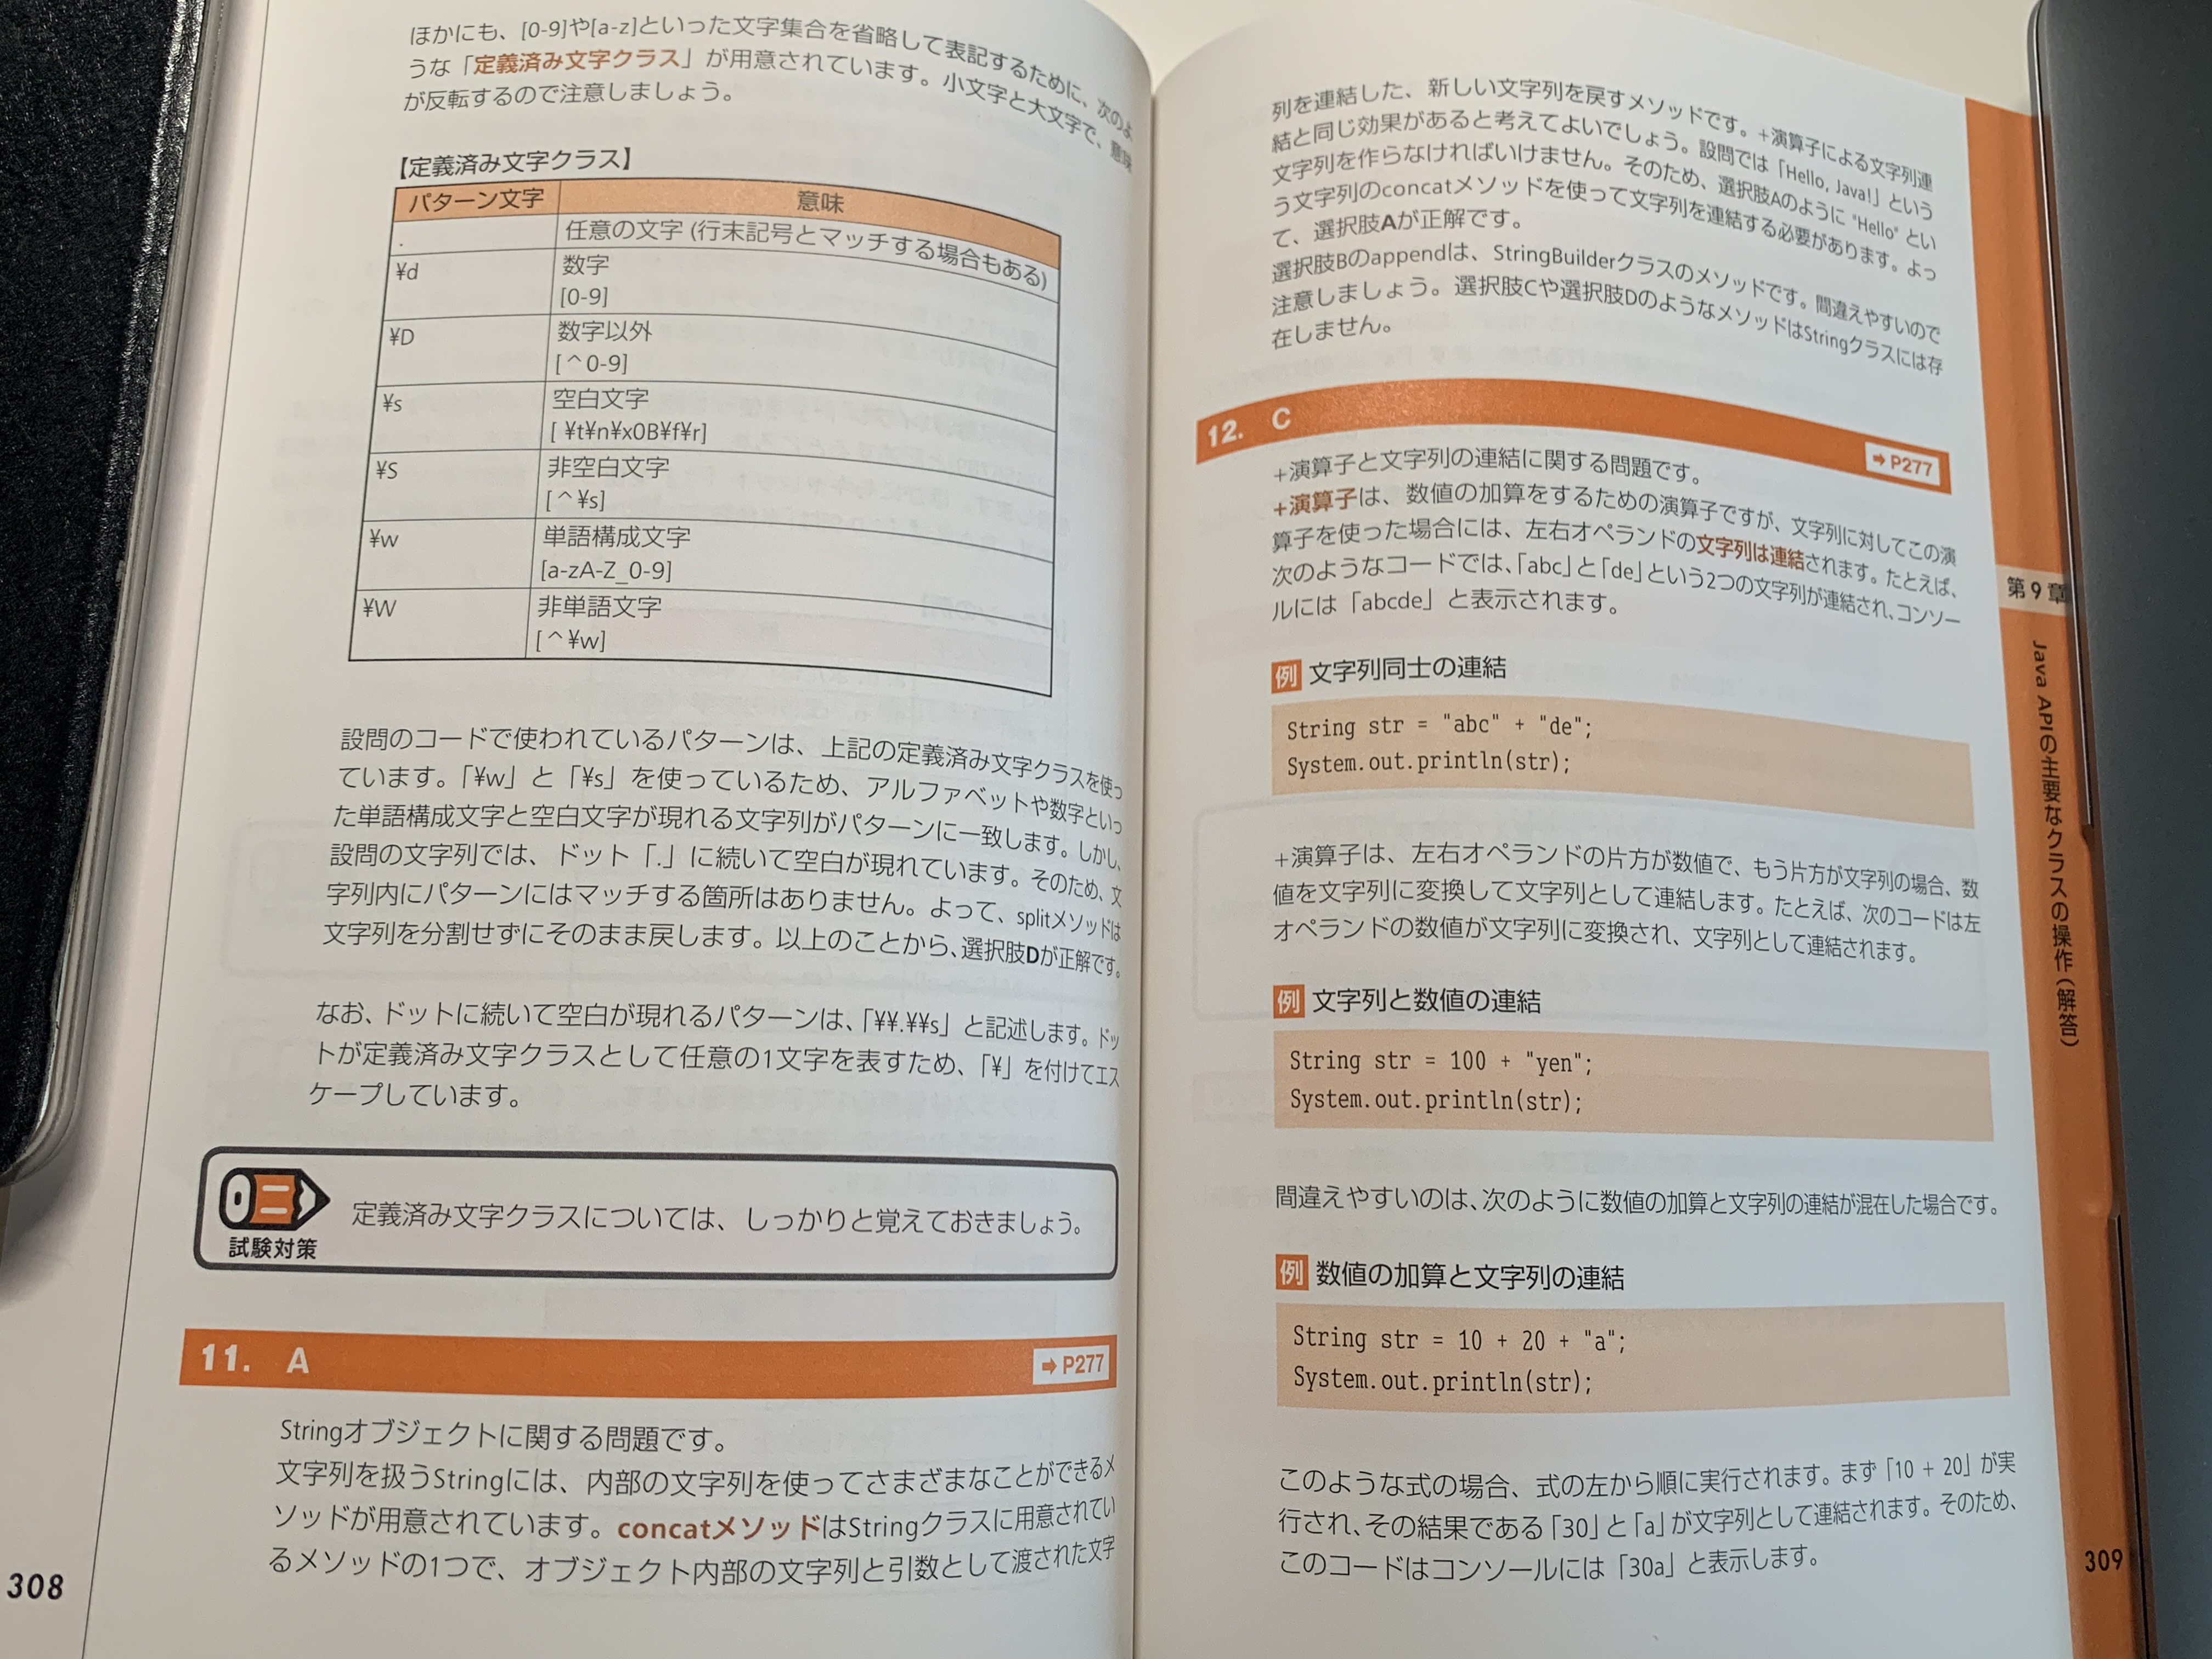 ほかにも、[0-9]や[a-z]といった文字集合を省略して表記するために、次のよ
うな「定義済み文字クラス」が用意されています。小文字と大文字で、意味
が反転するので注意しましょう。
【定義済み文字クラス】
パターン文字 意味
. 任意の文字 (行末記号とマッチする場合もある)
¥d 数字
[0-9]
¥D 数字以外
[^0-9]
¥s 空白文字
[ ¥t¥n¥x0B¥f¥r]
¥S 非空白文字
[^¥s]
¥w 単語構成文字
[a-zA-Z_0-9]
¥W 非単語文字
[^¥w]
設問のコードで使われているパターンは、上記の定義済み文字クラスを使っ
ています。「¥w」と「¥s」を使っているため、アルファベットや数字といっ
た単語構成文字と空白文字が現れる文字列がパターンに一致します。しかし、
設問の文字列では、ドット「.」に続いて空白が現れています。そのため、文
字列内にパターンにはマッチする箇所はありません。よって、splitメソッドは
文字列を分割せずにそのまま戻します。以上のことから、選択肢Dが正解です。
なお、ドットに続いて空白が現れるパターンは、「¥¥.¥¥s」と記述します。ドッ
トが定義済み文字クラスとして任意の1文字を表すため、「¥」を付けてエス
ケープしています。
試験対策
定義済み文字クラスについては、しっかりと覚えておきましょう。
11. A ➡P277
Stringオブジェクトに関する問題です。
文字列を扱うStringには、内部の文字列を使ってさまざまなことができるメ
ソッドが用意されています。concatメソッドはStringクラスに用意されてい
るメソッドの1つで、オブジェクト内部の文字列と引数として渡された文字
308
列を連結した、新しい文字列を戻すメソッドです。+演算子による文字列連
結と同じ効果があると考えてよいでしょう。設問では「Hello, Java!」という
文字列を作らなければいけません。そのため、選択肢Aのように "Hello" とい
う文字列のconcatメソッドを使って文字列を連結する必要があります。よっ
て、選択肢Aが正解です。
選択肢Bのappendは、StringBuilderクラスのメソッドです。間違えやすいので
注意しましょう。選択肢Cや選択肢DのようなメソッドはStringクラスには存
在しません。
12. C ➡P277
+演算子と文字列の連結に関する問題です。
+演算子は、数値の加算をするための演算子ですが、文字列に対してこの演
算子を使った場合には、左右オペランドの文字列は連結されます。たとえば、
次のようなコードでは、「abc」と「de」という2つの文字列が連結され、コンソー
ルには「abcde」と表示されます。
例 文字列同士の連結
String str = "abc" + "de";
System.out.println(str);
+演算子は、左右オペランドの片方が数値で、もう片方が文字列の場合、数
値を文字列に変換して文字列として連結します。たとえば、次のコードは左
オペランドの数値が文字列に変換され、文字列として連結されます。
例 文字列と数値の連結
String str = 100 + "yen";
System.out.println(str);
間違えやすいのは、次のように数値の加算と文字列の連結が混在した場合です。
例 数値の加算と文字列の連結
String str = 10 + 20 + "a";
System.out.println(str);
このような式の場合、式の左から順に実行されます。まず「10 + 20」が実
行され、その結果である「30」と「a」が文字列として連結されます。そのため、
このコードはコンソールには「30a」と表示します。
第9章
Java APIの主要なクラスの操作(解答)
309